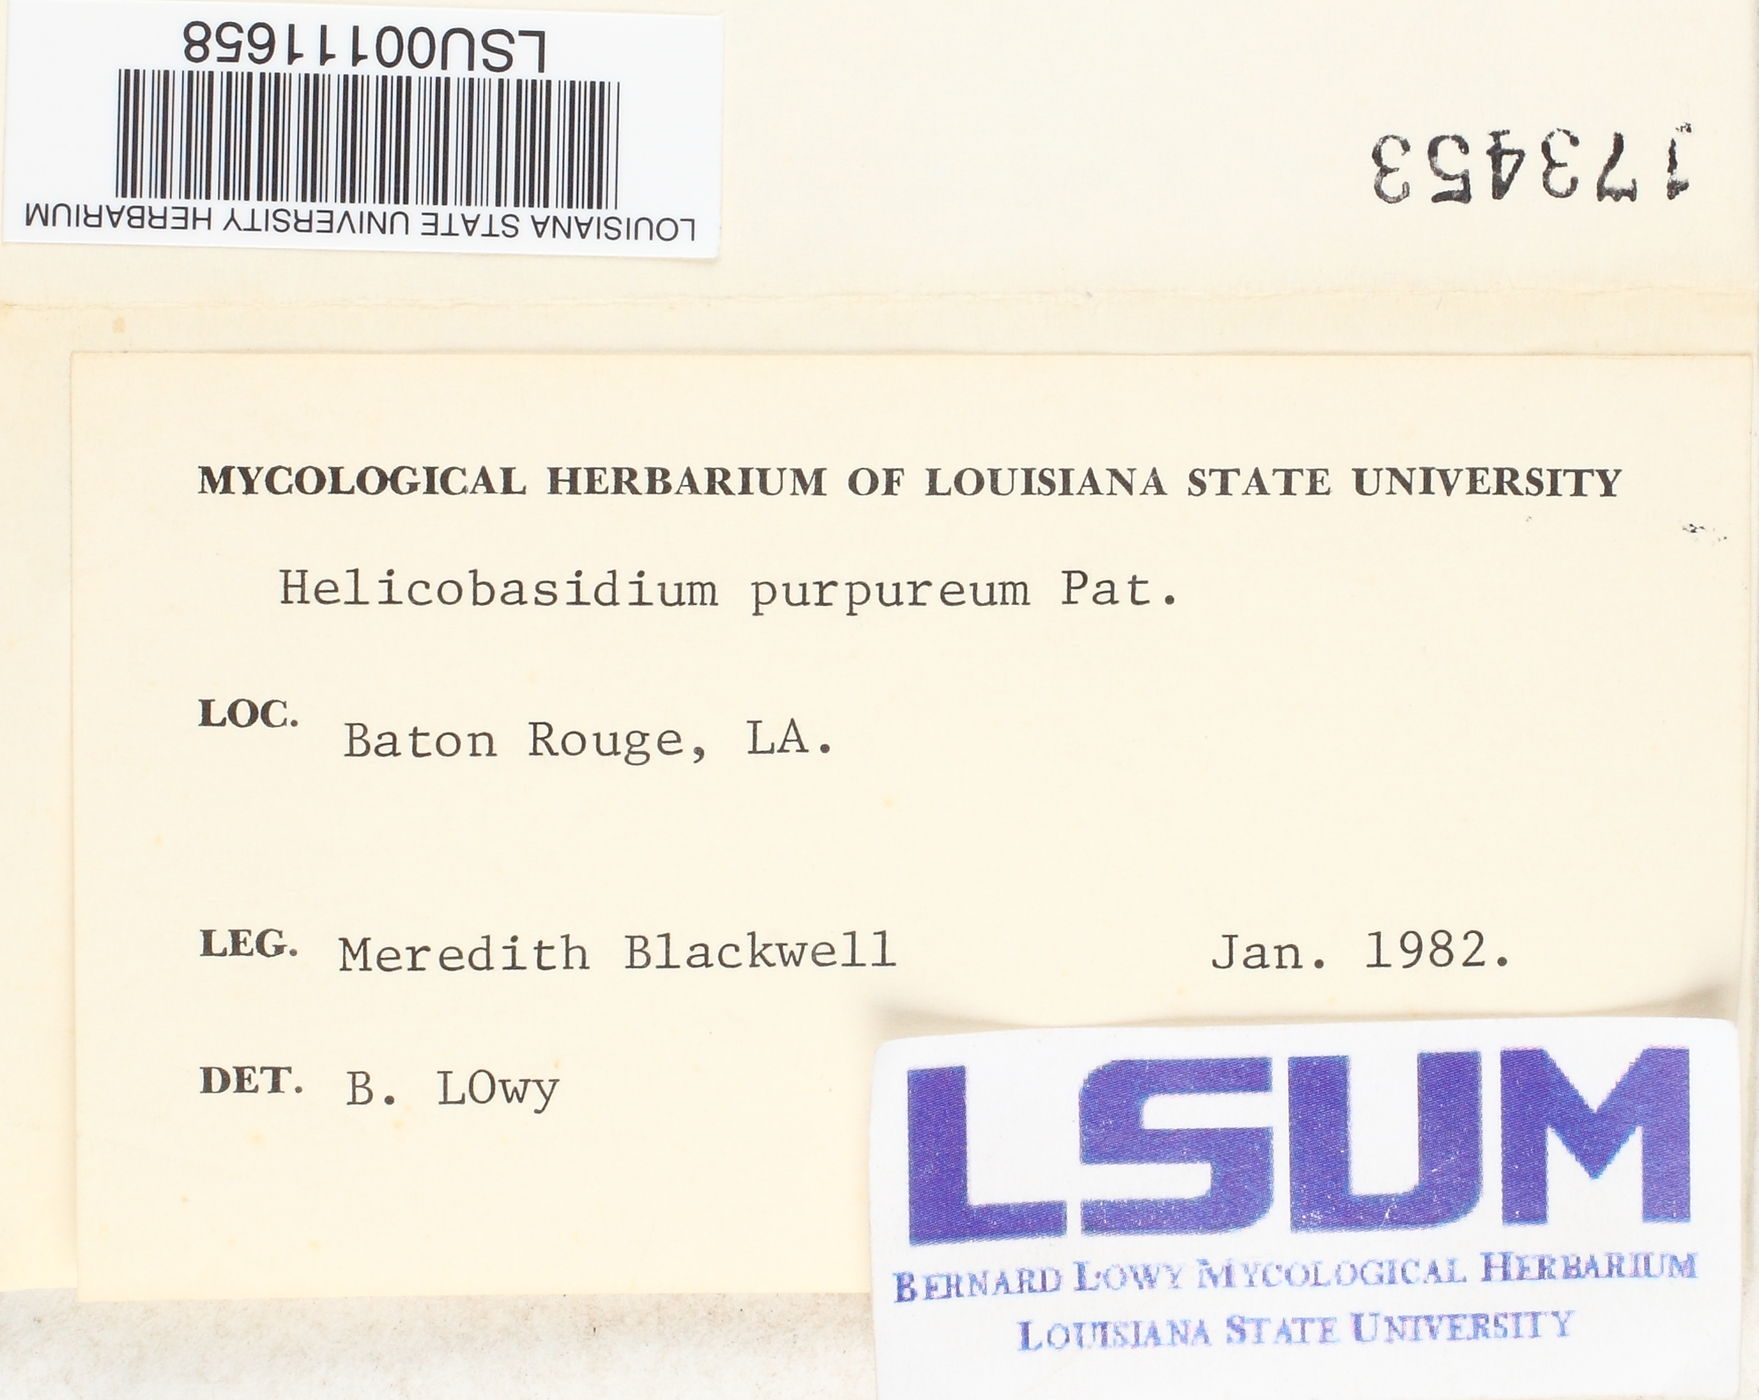 LOUISIANA STATE UNIVERSITY HERBARIUM
LSU00111658
173453
MYCOLOGICAL HERBARIUM OF LOUISIANA STATE UNIVERSITY
Helicobasidium purpureum Pat.
LOC. Baton Rouge, LA.
LEG. Meredith Blackwell Jan. 1982.
DET. B. LOwy
LSUM
BERNARD LOWY MYCOLOGICAL HERBARIUM
LOUISIANA STATE UNIVERSITY